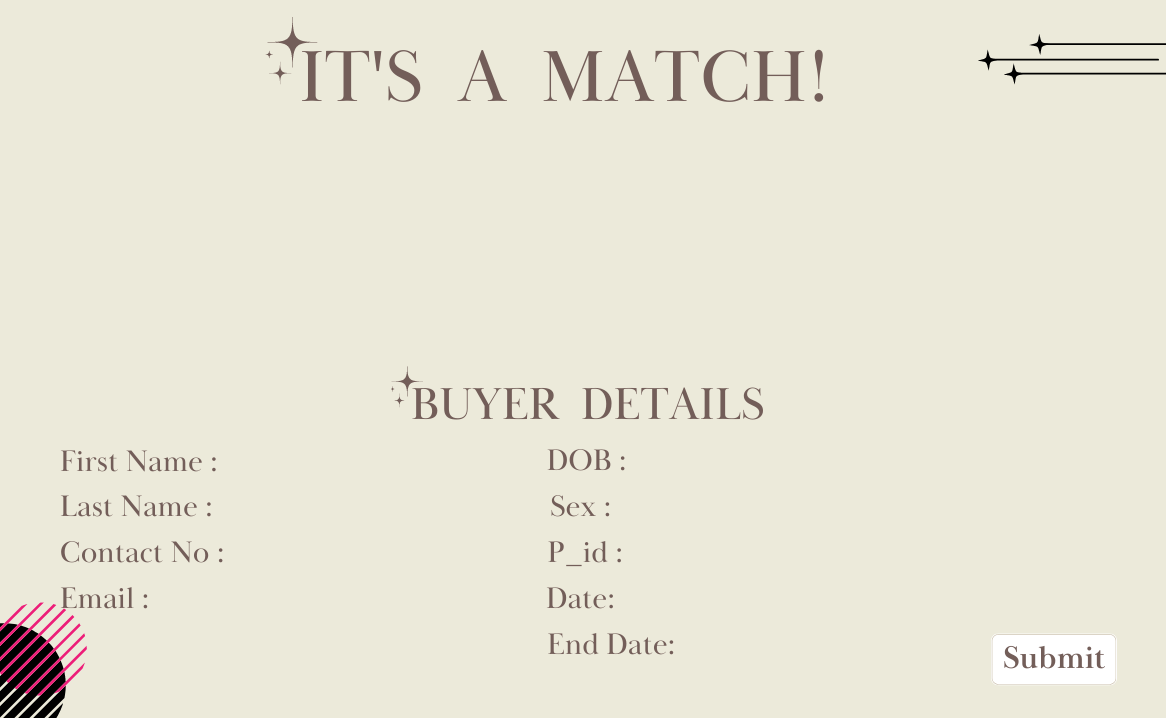 IT'S A MATCH!
BUYER DETAILS
First Name :
Last Name :
Contact No :
Email :
DOB :
Sex :
P_id :
Date:
End Date:
Submit